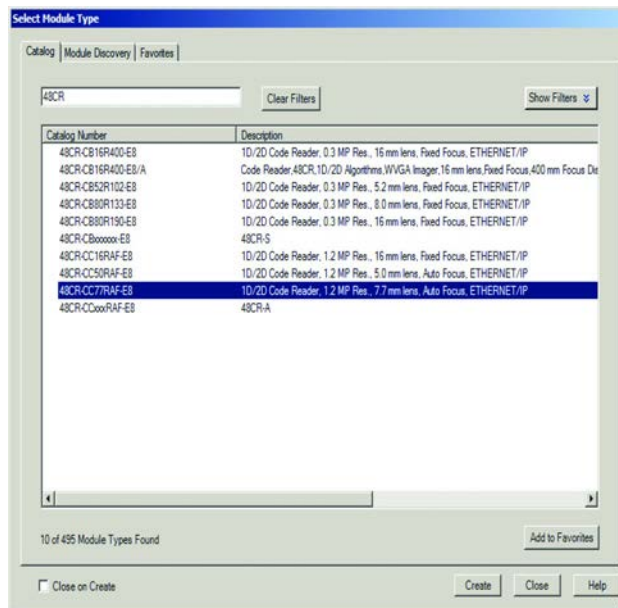 Select Module Type
Catalog Module Discovery Favorites
48CR Clear Filters Show Filters
Catalog Number Description
48CR-CB16R400-E8 1D/2D Code Reader, 0.3 MP Res., 16 mm lens, Fixed Focus, ETHERNET/IP
48CR-CB16R400-E8/A Code Reader,48CR,1D/2D Algorithms,WVGA Imager,16 mm lens,Fixed Focus,400 mm Focus Dis
48CR-CB52R102-E8 1D/2D Code Reader, 0.3 MP Res., 5.2 mm lens, Fixed Focus, ETHERNET/IP
48CR-CB80R133-E8 1D/2D Code Reader, 0.3 MP Res., 8.0 mm lens, Fixed Focus, ETHERNET/IP
48CR-CB80R190-E8 1D/2D Code Reader, 0.3 MP Res., 16 mm lens, Fixed Focus, ETHERNET/IP
48CR-CBxxxxxx-E8 48CR-S
48CR-CC16RAF-E8 1D/2D Code Reader, 1.2 MP Res., 16 mm lens, Fixed Focus, ETHERNET/IP
48CR-CC50RAF-E8 1D/2D Code Reader, 1.2 MP Res., 5.0 mm lens, Auto Focus, ETHERNET/IP
48CR-CC77RAF-E8 1D/2D Code Reader, 1.2 MP Res., 7.7 mm lens, Auto Focus, ETHERNET/IP
48CR-CCxxxRAF-E8 48CR-A
10 of 495 Module Types Found Add to Favorites
Close on Create Create Close Help